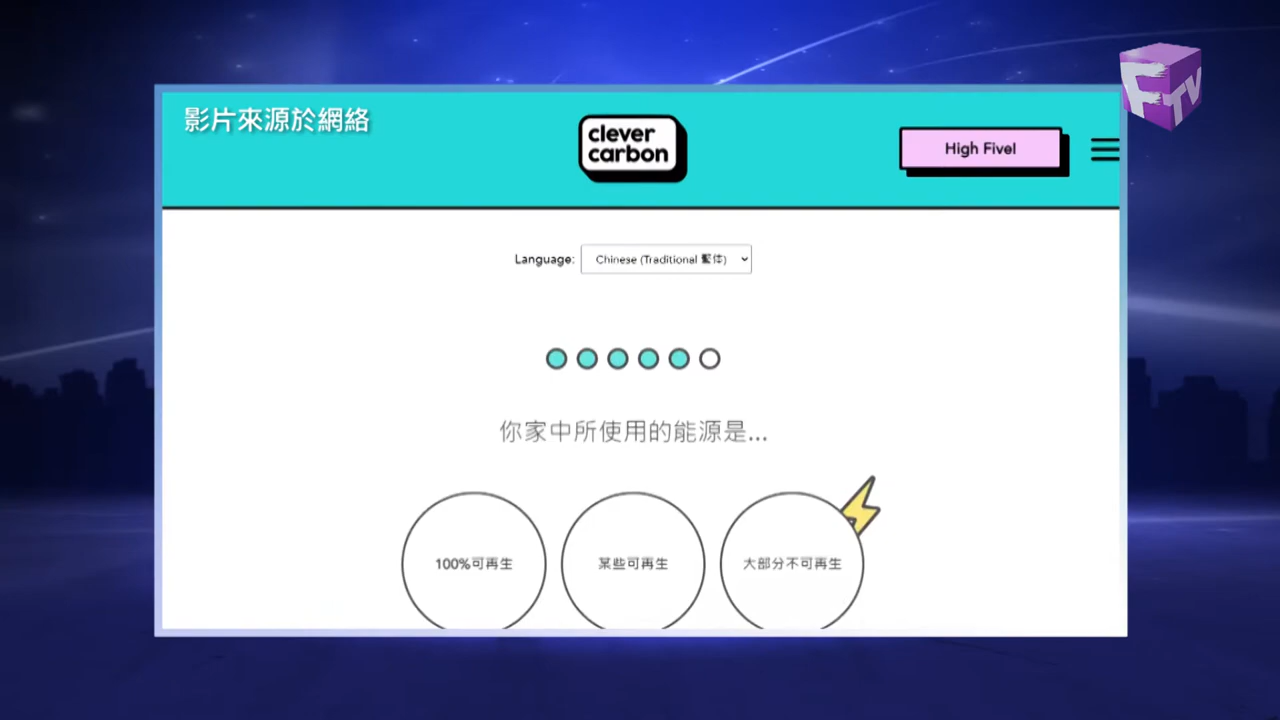 影片來源於網絡
FTV
clever
carbon
High Five!
Language: Chinese (Traditional 繁体)
你家中所使用的能源是...
100%可再生
某些可再生
大部分不可再生